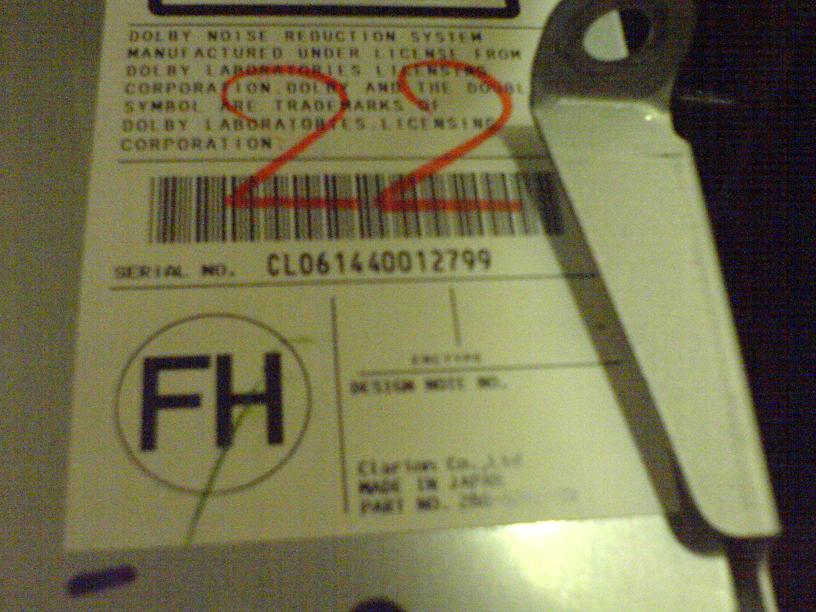 DOLBY NOISE REDUCTION SYSTEM
MANUFACTURED UNDER LICENSE FROM
DOLBY LABORATORIES LICENSING
CORPORATION. DOLBY AND THE DOUBL
SYMBOL ARE TRADEMARKS OF
DOLBY LABORATORIES LICENSING
CORPORATION.
22
SERIAL NO. CL061440012799
FH
DESIGN NOTE NO.
Clarion Co., Ltd
MADE IN JAPAN
PART NO.